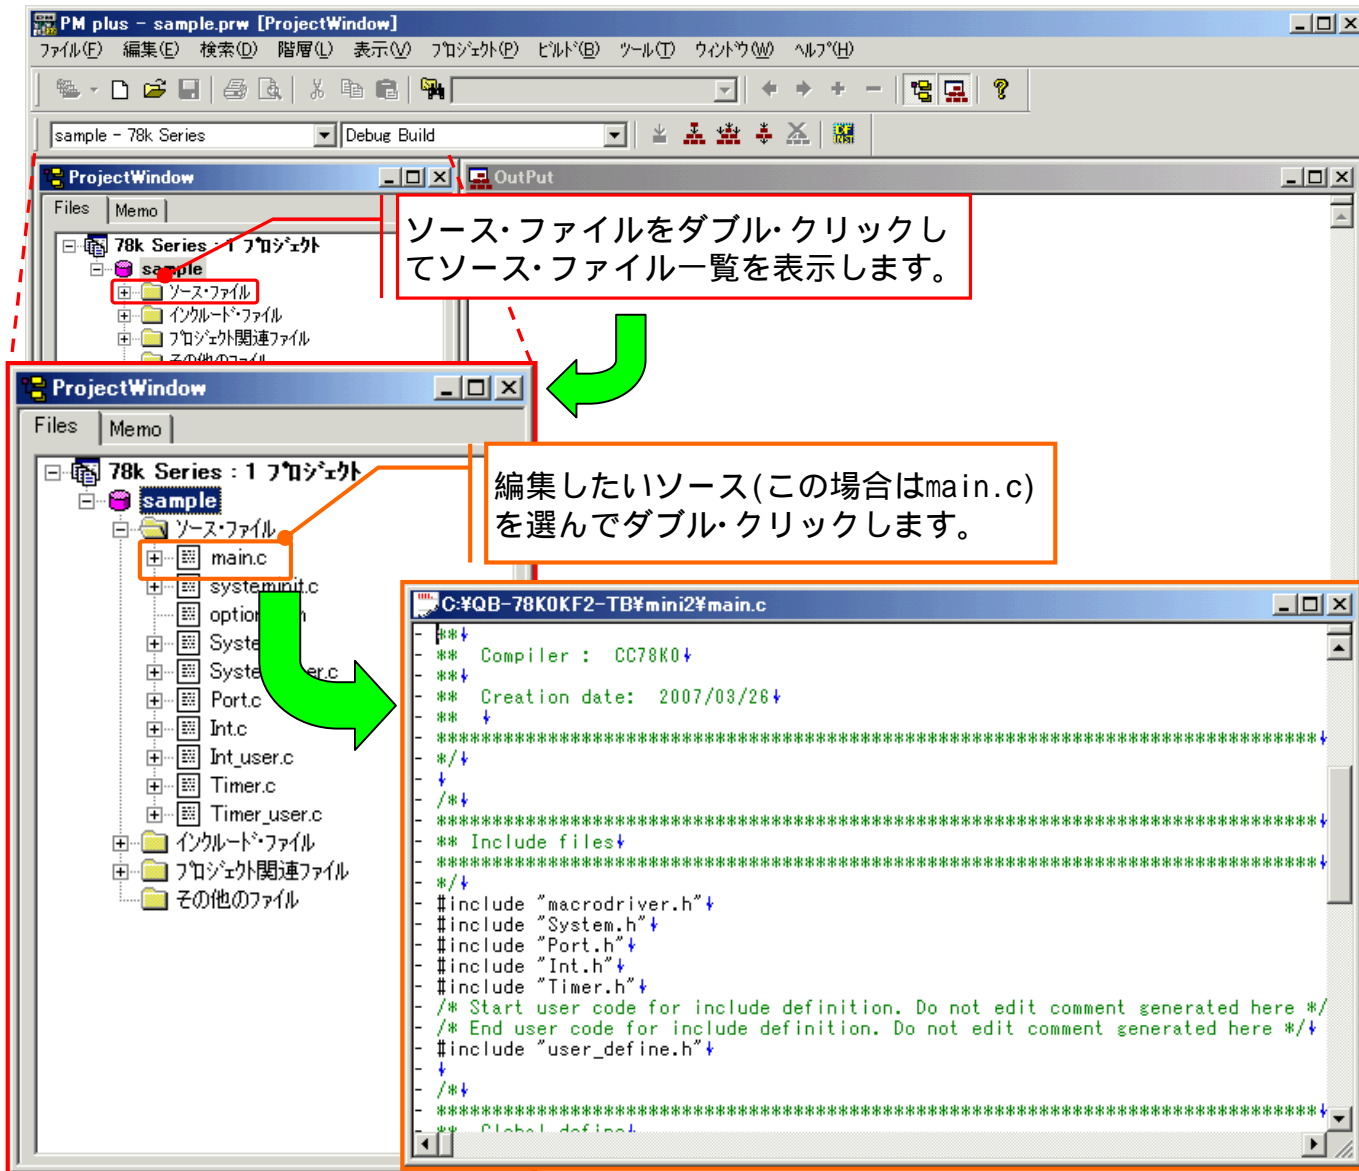 PM plus - sample.prw [ProjectWindow]
ファイル(F) 編集(E) 検索(D) 階層(L) 表示(V) プロジェクト(P) ビルド(B) ツール(T) ウィンドウ(W) ヘルプ(H)
sample - 78k Series Debug Build
ProjectWindow
OutPut
Files Memo
78k Series : 1 プロジェクト
sample
ソース・ファイル
インクルード・ファイル
プロジェクト関連ファイル
その他のファイル
ソース・ファイルをダブル・クリックし
てソース・ファイル一覧を表示します。
ProjectWindow
Files Memo
78k Series : 1 プロジェクト
sample
ソース・ファイル
main.c
systeminit.c
Port.c
Int.c
Int_user.c
Timer.c
Timer_user.c
インクルード・ファイル
プロジェクト関連ファイル
その他のファイル
編集したいソース(この場合はmain.c)
を選んでダブル・クリックします。
C:¥QB-78K0KF2-TB¥mini2¥main.c
**
** Compiler : CC78K0
**
** Creation date: 2007/03/26
**
*******************************************************************************
*/
/*
*******************************************************************************
** Include files
*******************************************************************************
*/
#include "macrodriver.h"
#include "System.h"
#include "Port.h"
#include "Int.h"
#include "Timer.h"
/* Start user code for include definition. Do not edit comment generated here */
/* End user code for include definition. Do not edit comment generated here */
#include "user_define.h"
/*
*******************************************************************************
** Global define